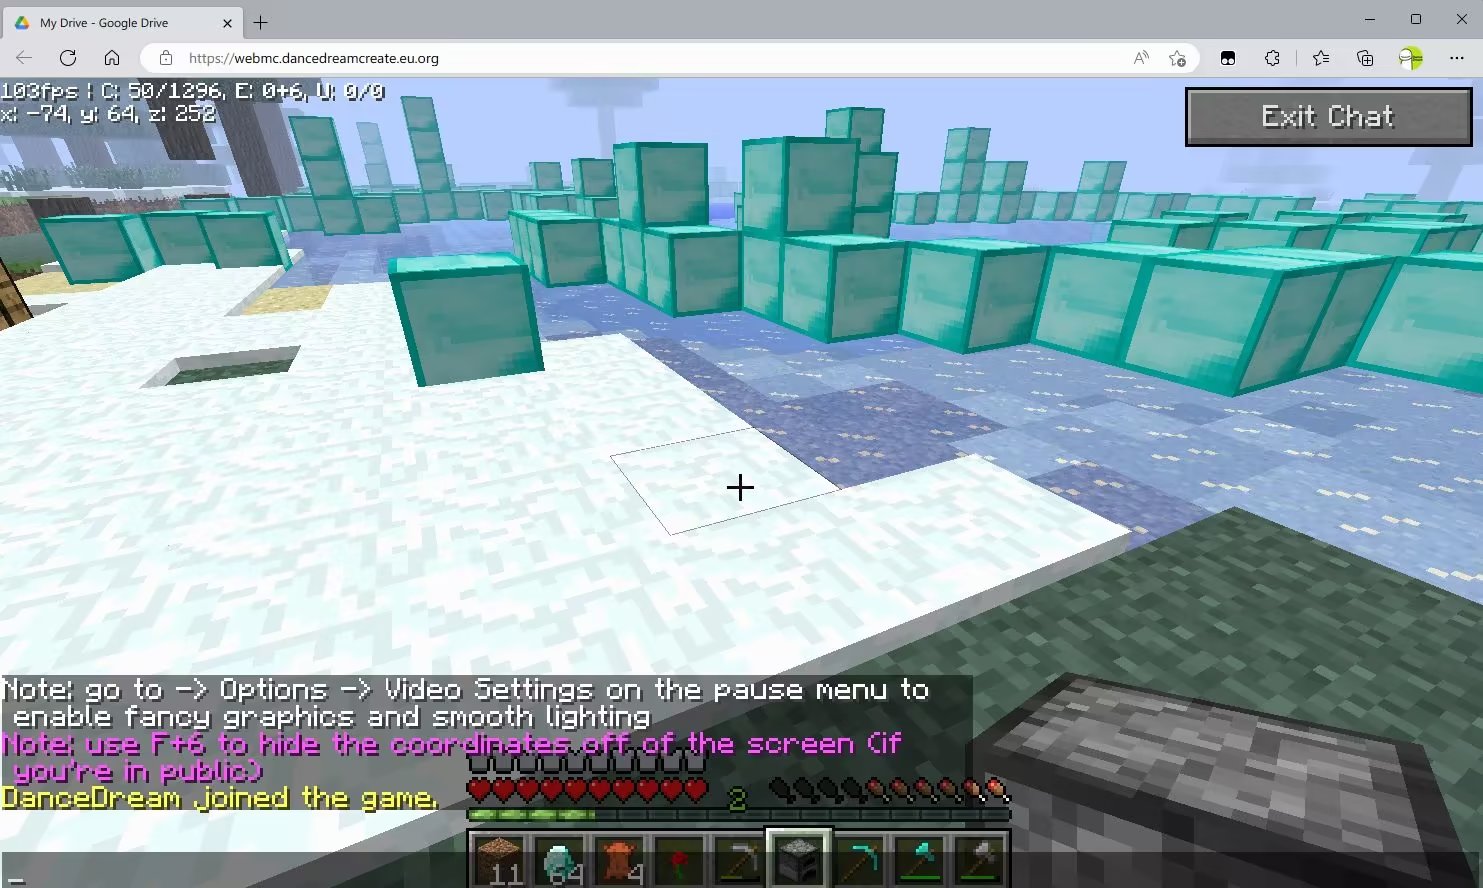 My Drive - Google Drive
https://webmc.dancedreamcreate.eu.org
103fps | C: 50/1296, E: 0+6, U: 0/0
x: -74, y: 64, z: 252
Exit Chat
Note: go to -> Options -> Video Settings on the pause menu to
enable fancy graphics and smooth lighting
Note: use F+6 to hide the coordinates off of the screen (if
you're in public)
DanceDream joined the game.
2
11
64
4
_